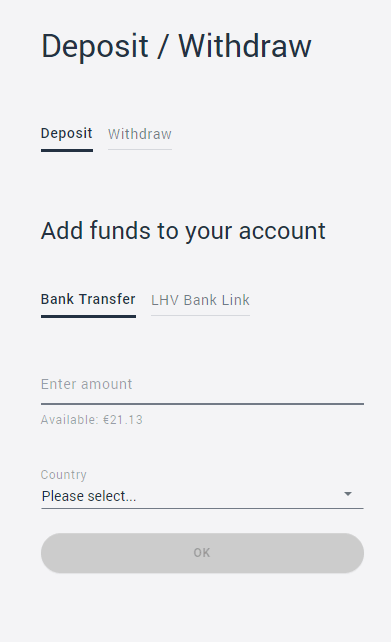 Deposit / Withdraw
Deposit Withdraw
Add funds to your account
Bank Transfer LHV Bank Link
Enter amount
Available: €21.13
Country
Please select...
OK